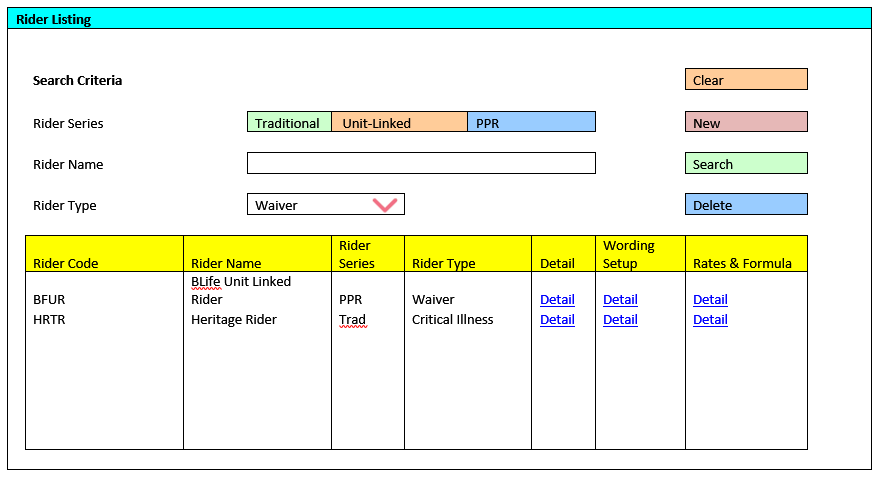 Rider Listing
Search Criteria
Clear
Rider Series Traditional Unit-Linked PPR New
Rider Name Search
Rider Type Waiver Delete
Rider Wording
Rider Code Rider Name Series Rider Type Detail Setup Rates & Formula
BLife Unit Linked
BFUR Rider PPR Waiver Detail Detail Detail
HRTR Heritage Rider Trad Critical Illness Detail Detail Detail